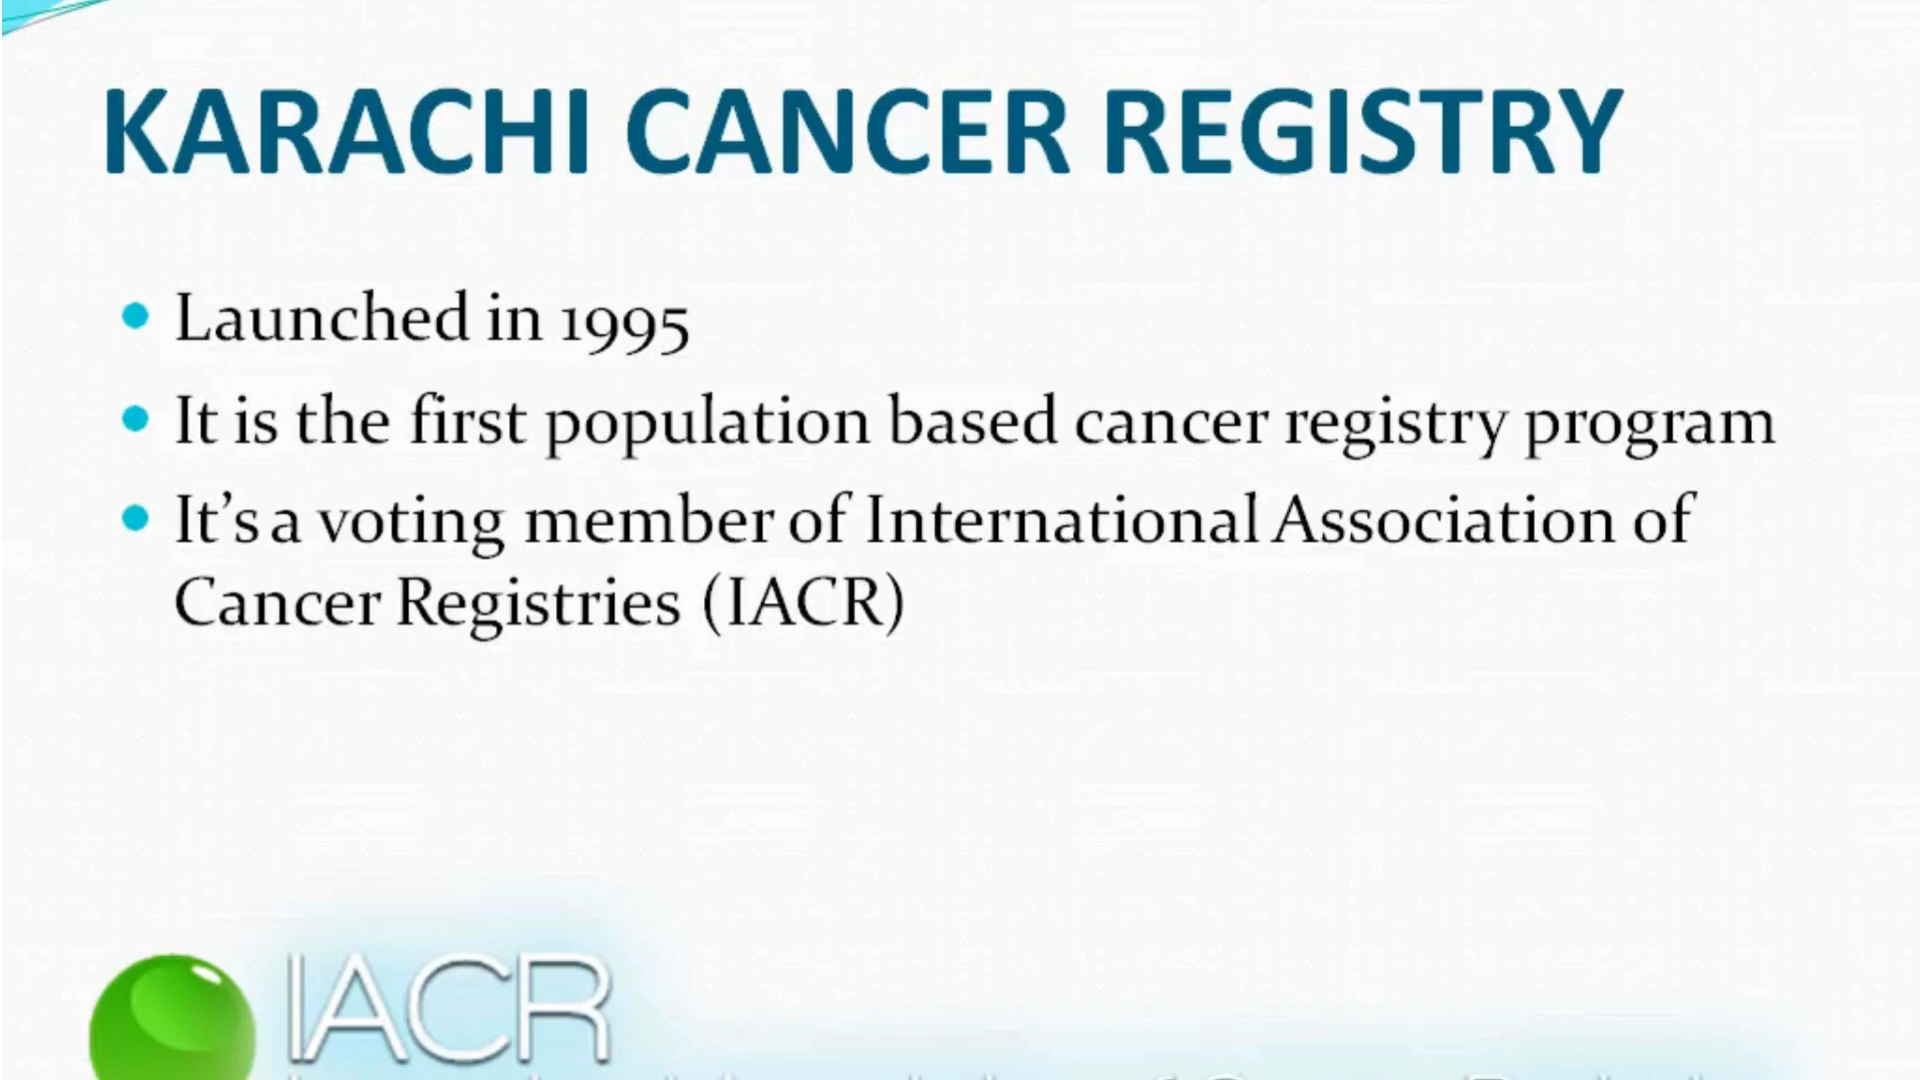 KARACHI CANCER REGISTRY
Launched in 1995
It is the first population based cancer registry program
It's a voting member of International Association of
Cancer Registries (IACR)
IACR